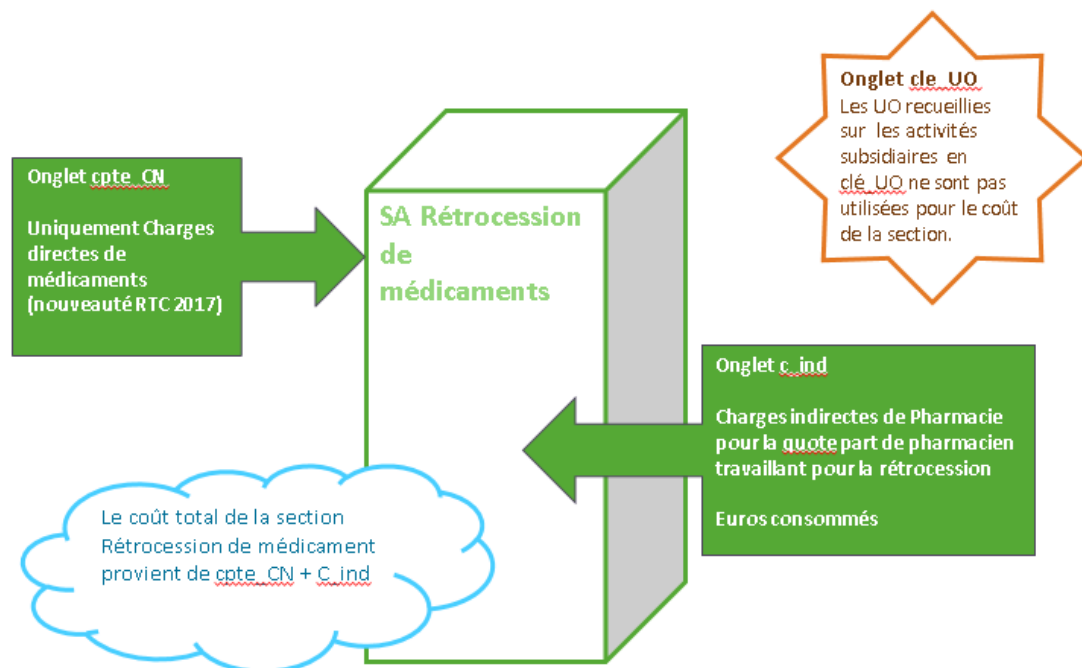 Onglet cpte_CN
Uniquement Charges
directes de
médicaments
(nouveauté RTC 2017)
SA Rétrocession
de
médicaments
Onglet cle_UO
Les UO recueillies
sur les activités
subsidiaires en
clé_UO ne sont pas
utilisées pour le coût
de la section.
Onglet c_ind
Charges indirectes de Pharmacie
pour la quote part de pharmacien
travaillant pour la rétrocession
Euros consommés
Le coût total de la section
Rétrocession de médicament
provient de cpte_CN + C_ind